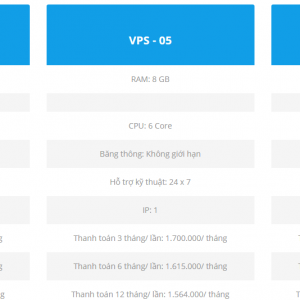 VPS - 05
RAM: 8 GB
CPU: 6 Core
Băng thông: Không giới hạn
Hỗ trợ kỹ thuật: 24 x 7
IP: 1
Thanh toán 3 tháng/ lần: 1.700.000/ tháng
Thanh toán 6 tháng/ lần: 1.615.000/ tháng
Thanh toán 12 tháng/ lần: 1.564.000/ tháng